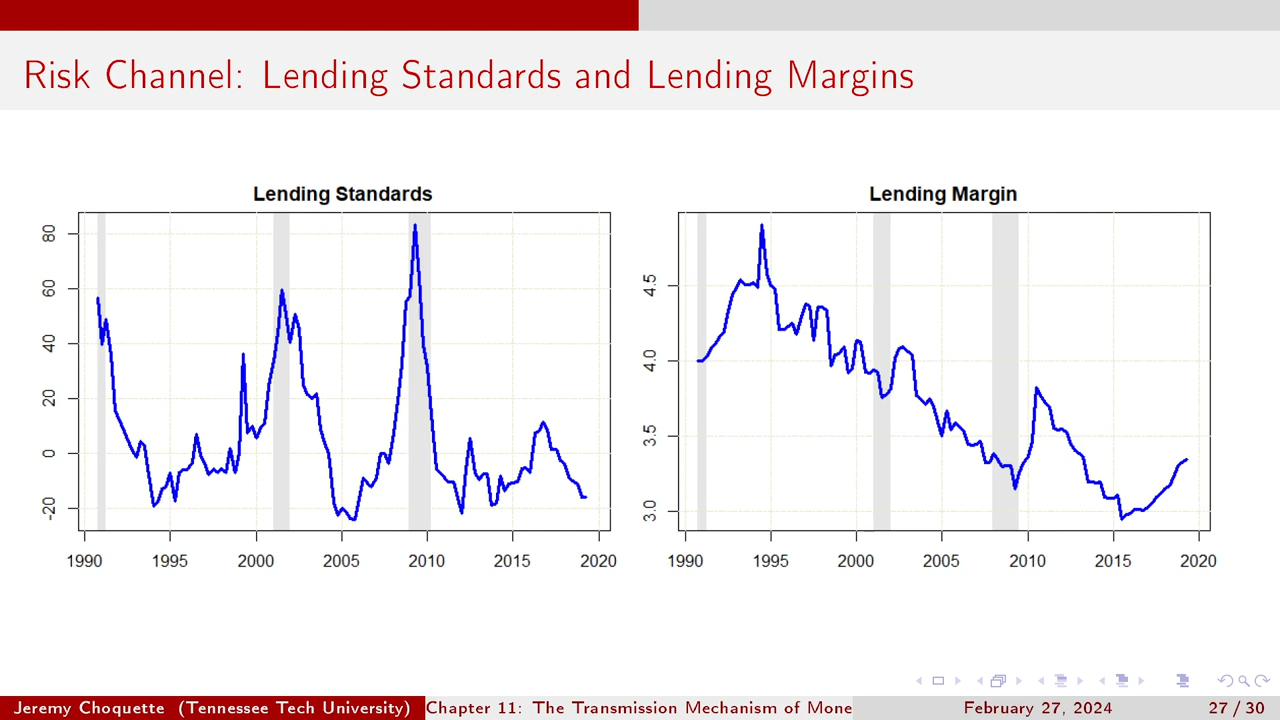 Risk Channel: Lending Standards and Lending Margins
Lending Standards
80
60
40
20
0
-20
1990 1995 2000 2005 2010 2015 2020
Lending Margin
4.5
4.0
3.5
3.0
1990 1995 2000 2005 2010 2015 2020
Jeremy Choquette (Tennessee Tech University) Chapter 11: The Transmission Mechanism of Mone February 27, 2024 27 / 30